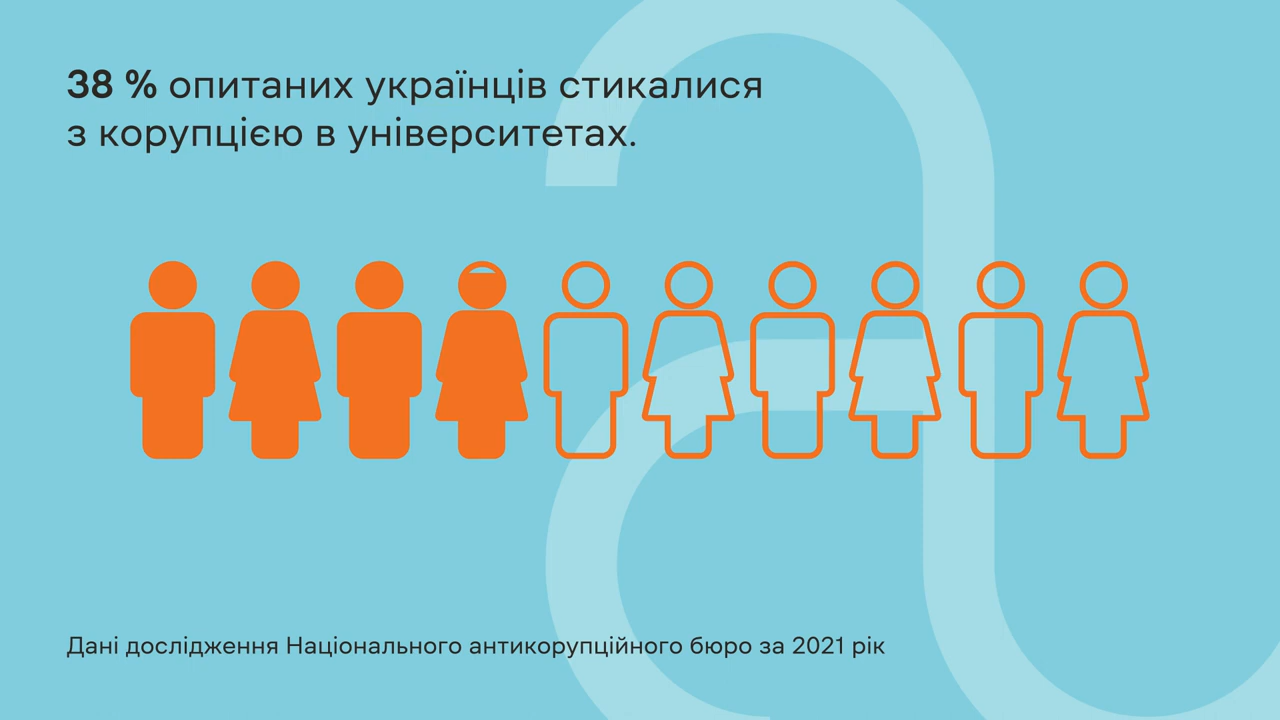 38 % опитаних українців стикалися
з корупцією в університетах.
Дані дослідження Національного антикорупційного бюро за 2021 рік